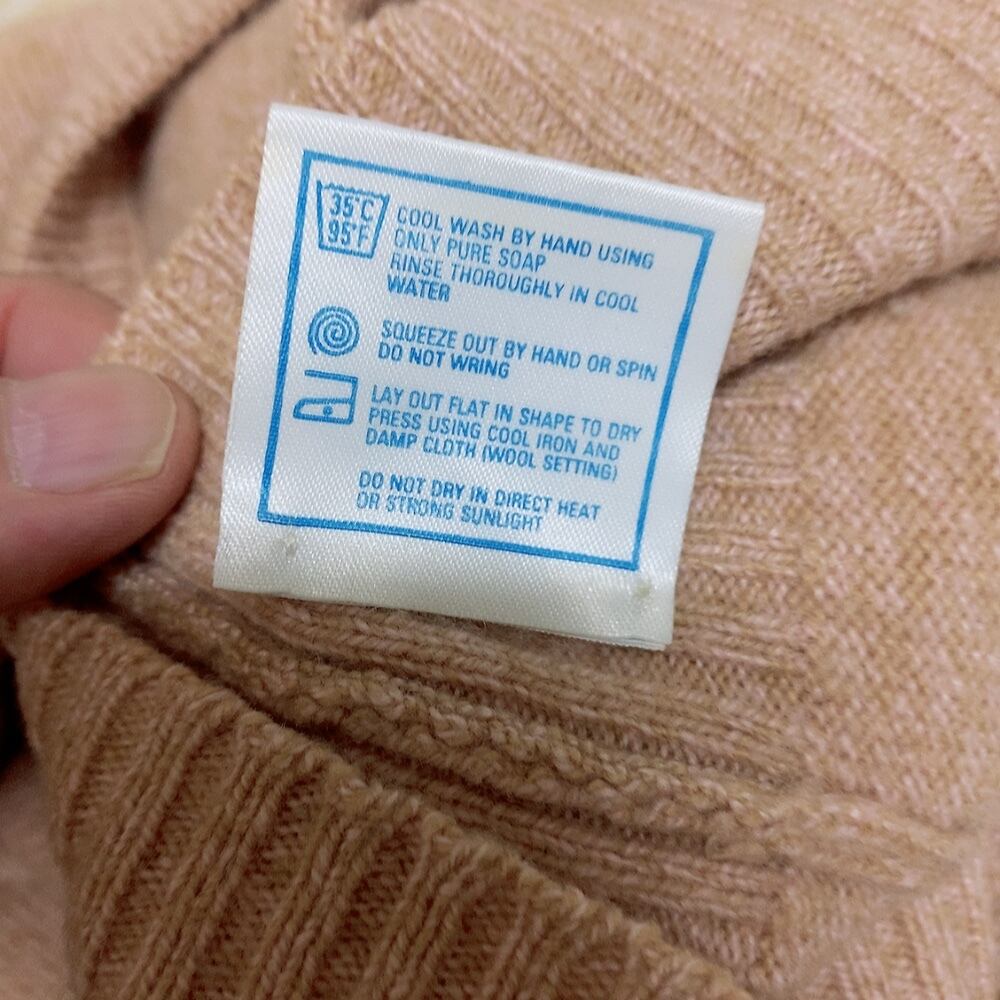 35°C
95°F
COOL WASH BY HAND USING
ONLY PURE SOAP
RINSE THOROUGHLY IN COOL
WATER
SQUEEZE OUT BY HAND OR SPIN
DO NOT WRING
LAY OUT FLAT IN SHAPE TO DRY
PRESS USING COOL IRON AND
DAMP CLOTH (WOOL SETTING)
DO NOT DRY IN DIRECT HEAT
OR STRONG SUNLIGHT